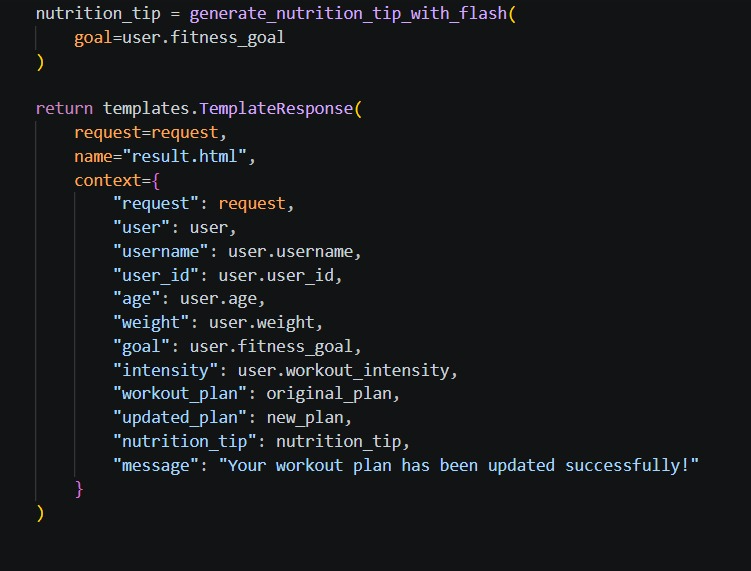 nutrition_tip = generate_nutrition_tip_with_flash(
    goal=user.fitness_goal
)
return templates.TemplateResponse(
    request=request,
    name="result.html",
    context={
        "request": request,
        "user": user,
        "username": user.username,
        "user_id": user.user_id,
        "age": user.age,
        "weight": user.weight,
        "goal": user.fitness_goal,
        "intensity": user.workout_intensity,
        "workout_plan": original_plan,
        "updated_plan": new_plan,
        "nutrition_tip": nutrition_tip,
        "message": "Your workout plan has been updated successfully!"
    }
)